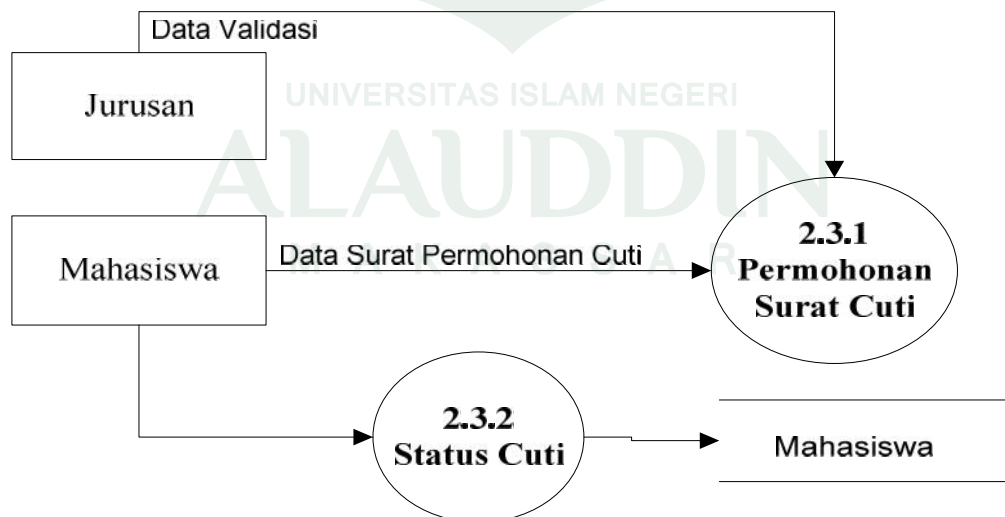 Data Validasi
Jurusan
UNIVERSITAS ISLAM NEGERI
ALAUDDIN
M A K A S S A R
Mahasiswa
Data Surat Permohonan Cuti
2.3.1
Permohonan
Surat Cuti
2.3.2
Status Cuti
Mahasiswa